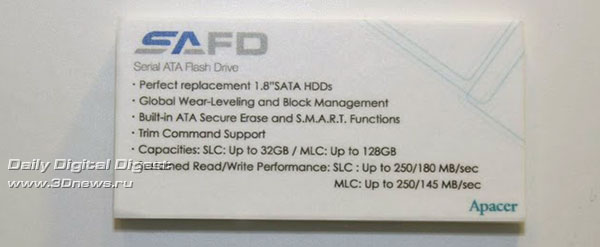 SAFD
Serial ATA Flash Drive
· Perfect replacement 1.8"SATA HDDs
· Global Wear-Leveling and Block Management
· Built-in ATA Secure Erase and S.M.A.R.T. Functions
· Trim Command Support
· Capacities: SLC: Up to 32GB / MLC: Up to 128GB
Read/Write Performance: SLC : Up to 250/180 MB/sec
MLC: Up to 250/145 MB/sec
Apacer
Daily Digital Digest
www.3Dnews.ru